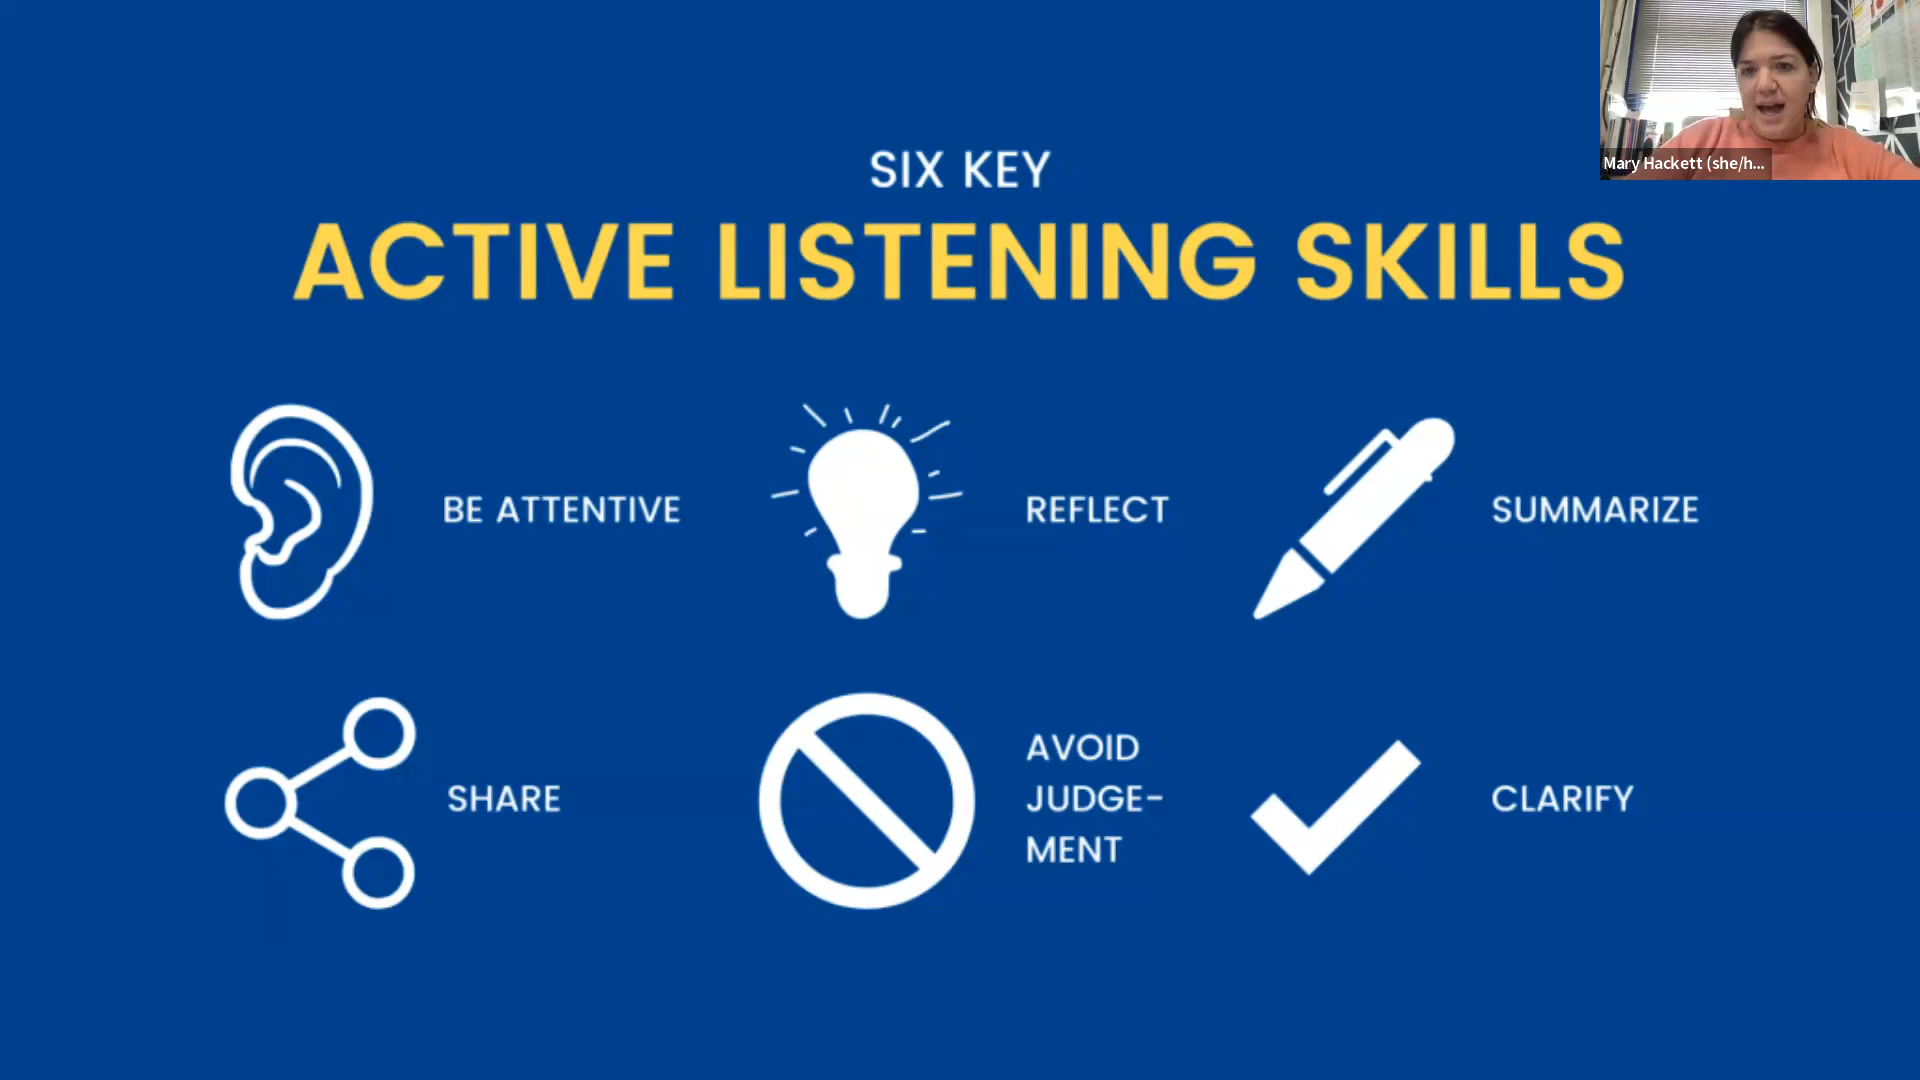 SIX KEY
ACTIVE LISTENING SKILLS
BE ATTENTIVE
REFLECT
SUMMARIZE
SHARE
AVOID
JUDGE-
MENT
CLARIFY
Mary Hackett (she/h...